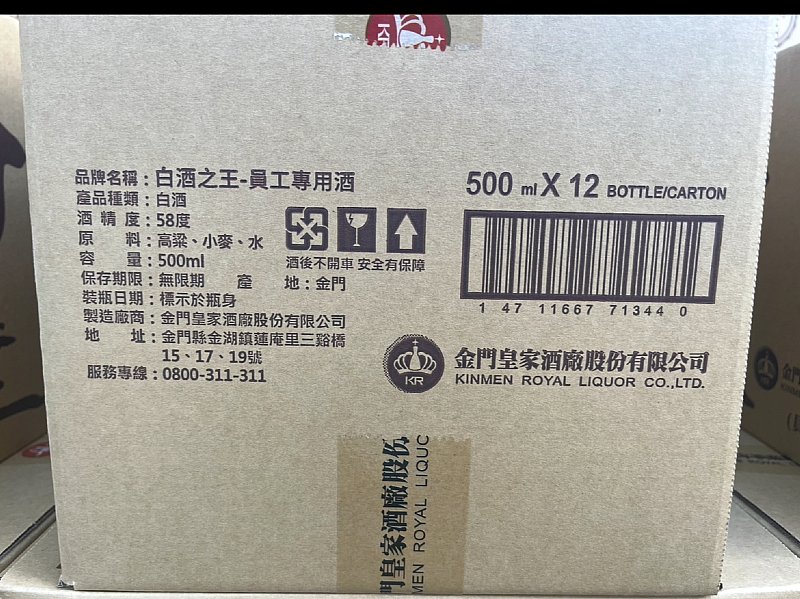 KR
品牌名稱：白酒之王-員工專用酒
產品種類：白酒
酒精度：58度
原料：高粱、小麥、水
容量：500ml
保存期限：無限期 產地：金門
裝瓶日期：標示於瓶身
製造廠商：金門皇家酒廠股份有限公司
地址：金門縣金湖鎮蓮庵里三谿橋
15、17、19號
服務專線：0800-311-311
酒後不開車 安全有保障
500 ml X 12 BOTTLE/CARTON
1 47 11667 71344 0
KR
金門皇家酒廠股份有限公司
KINMEN ROYAL LIQUOR CO.,LTD.
門皇家酒廠股份
MEN ROYAL LIQUO